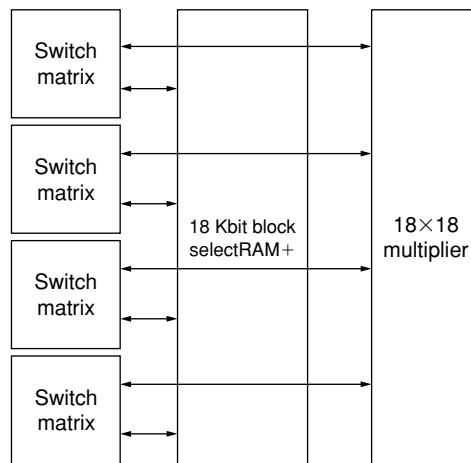 Switch
matrix
Switch
matrix
Switch
matrix
Switch
matrix
18 Kbit block
selectRAM+
18×18
multiplier